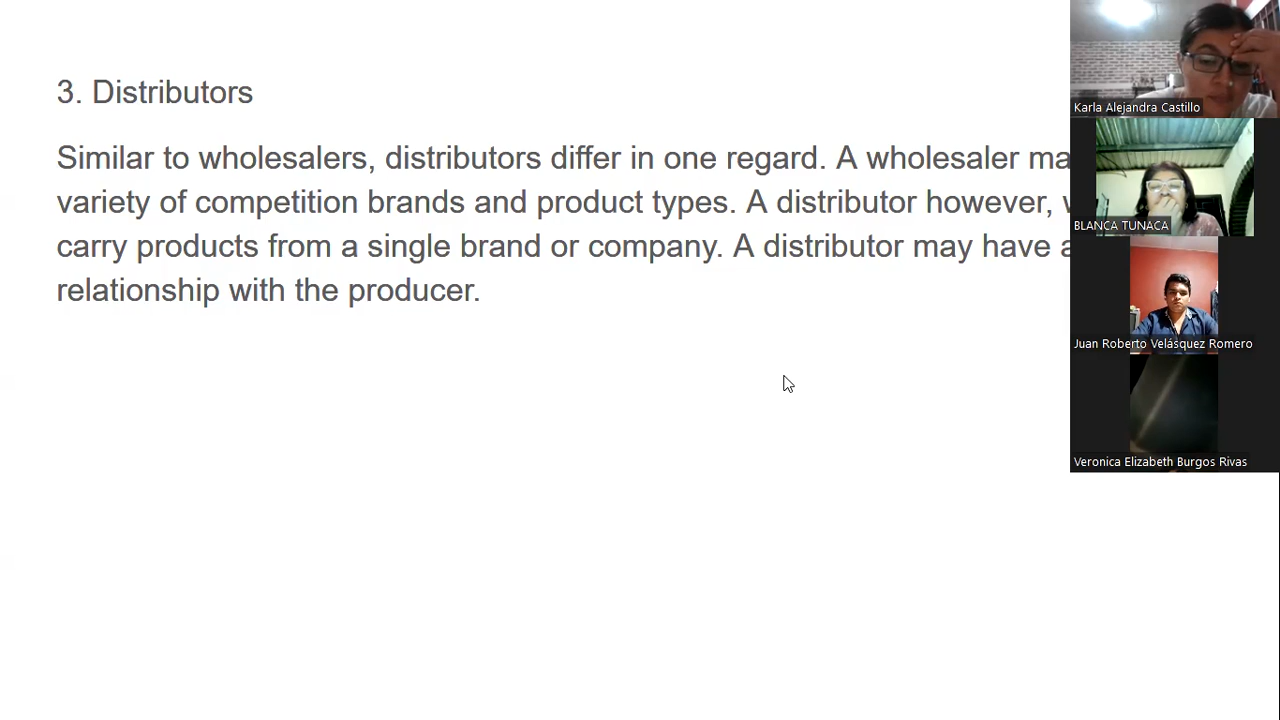 3. Distributors
Similar to wholesalers, distributors differ in one regard. A wholesaler
variety of competition brands and product types. A distributor however,
carry products from a single brand or company. A distributor may have
relationship with the producer.
Karla Alejandra Castillo
BLANCA TUNACA
Juan Roberto Velásquez Romero
Veronica Elizabeth Burgos Rivas